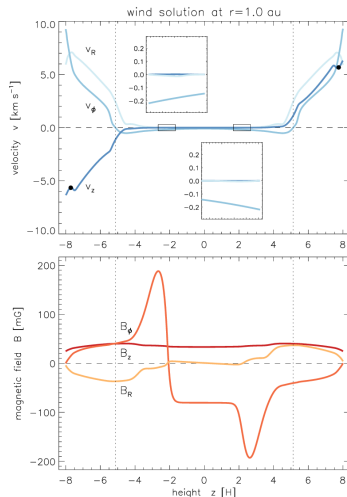 wind solution at r=1.0 au
velocity v [km s⁻¹]
10.0
5.0
0.0
−5.0
−10.0
v_R
v_ϕ
v_z
0.2
0.1
0.0
−0.1
−0.2
0.2
0.1
0.0
−0.1
−0.2
−8 −6 −4 −2 0 2 4 6 8
magnetic field B [mG]
200
100
0
−100
−200
B_ϕ
B_z
B_R
−8 −6 −4 −2 0 2 4 6 8
height z [H]